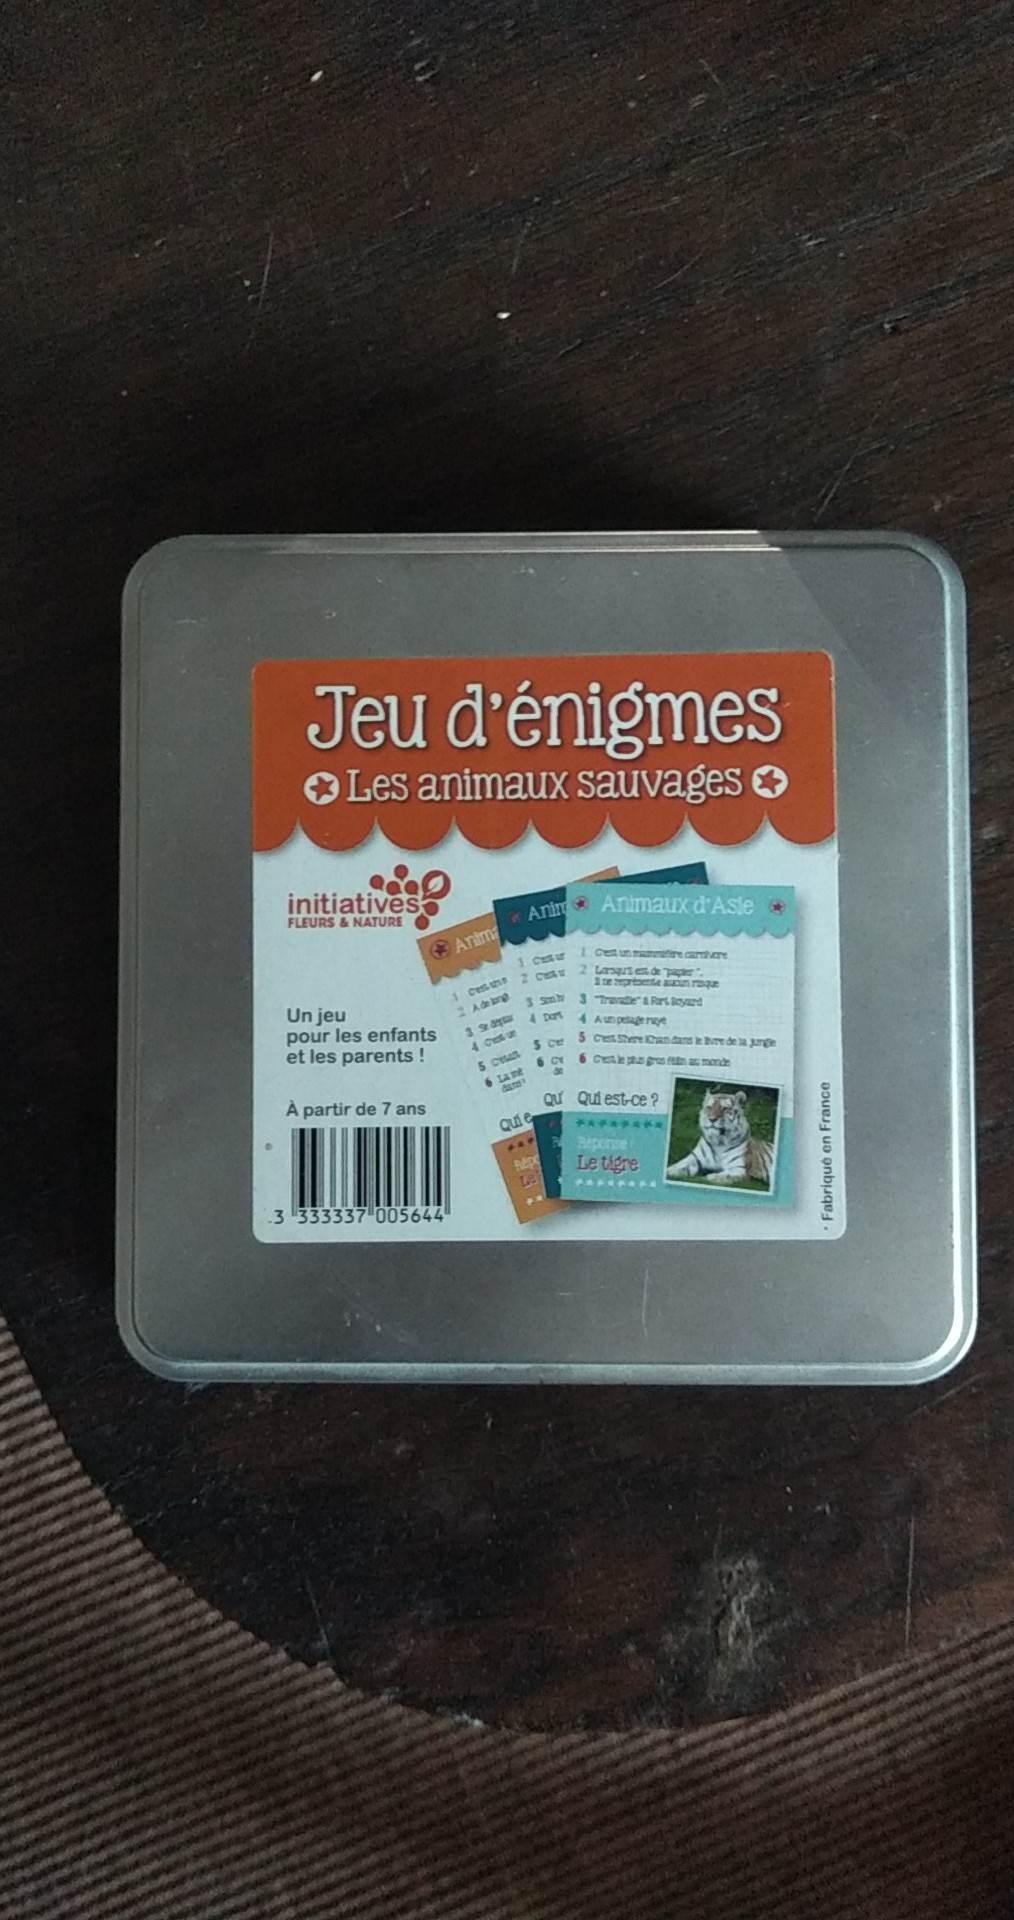 Jeu d'énigmes
Les animaux sauvages
initiatives
FLEURS & NATURE
Un jeu
pour les enfants
et les parents !
À partir de 7 ans
3 333337 005644
Anima
Anim
Animaux d'Asie
1 C'est un mammifère carnivore
2 Lorsqu'il est de "papier",
il ne représente aucun risque
3 "Travaille" à Fort Boyard
4 A un pelage rayé
5 C'est Shere Khan dans le livre de la jungle
6 C'est le plus gros félin au monde
Qui e
Qu
Qui est-ce ?
Réponse :
Le tigre
Fabriqué en France